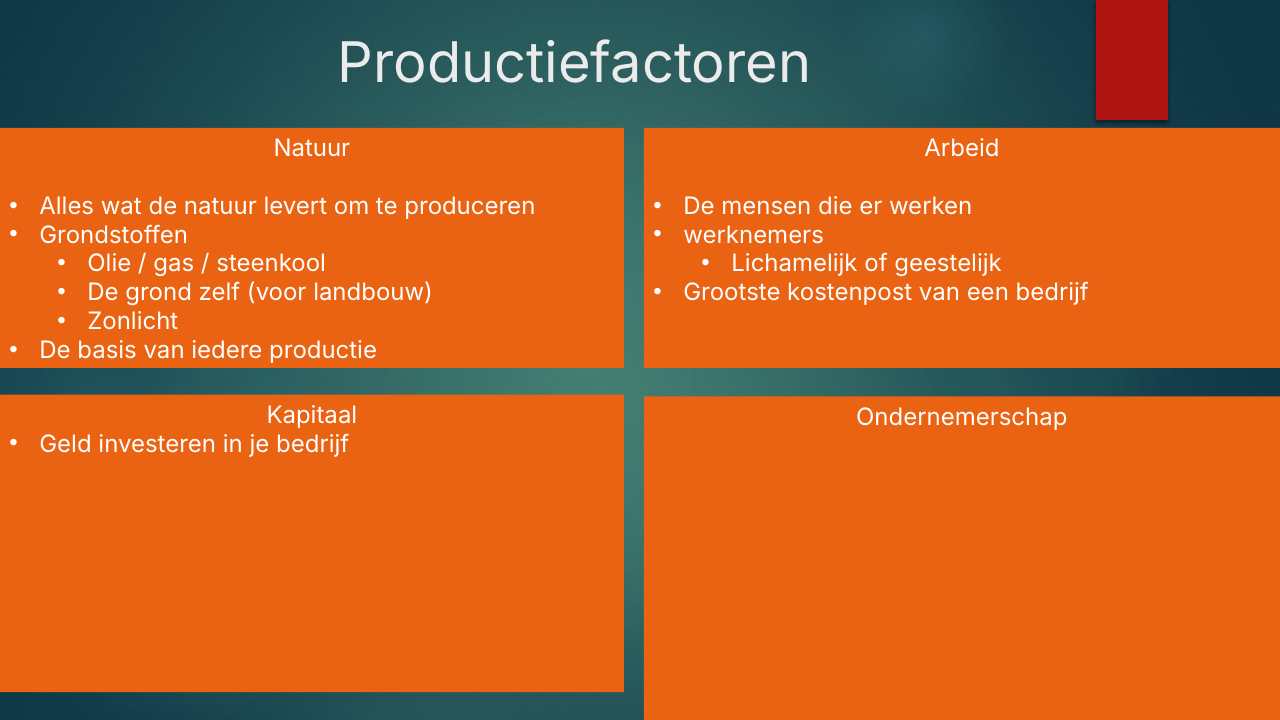 Productiefactoren
Natuur
• Alles wat de natuur levert om te produceren
• Grondstoffen
• Olie / gas / steenkool
• De grond zelf (voor landbouw)
• Zonlicht
• De basis van iedere productie
Arbeid
• De mensen die er werken
• werknemers
• Lichamelijk of geestelijk
• Grootste kostenpost van een bedrijf
Kapitaal
• Geld investeren in je bedrijf
Ondernemerschap